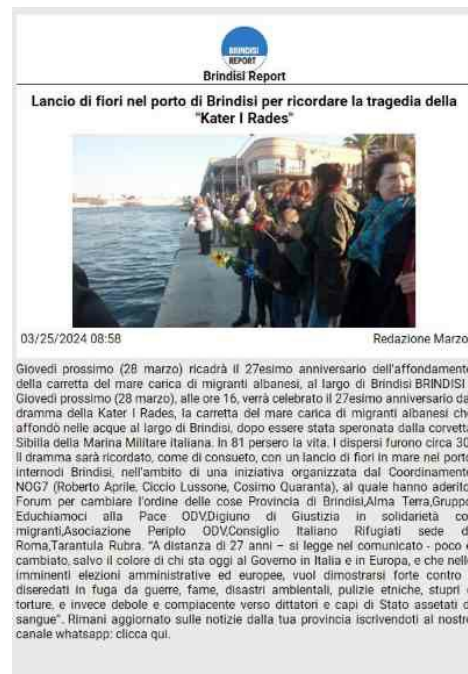 BRINDISI
REPORT
Brindisi Report
Lancio di fiori nel porto di Brindisi per ricordare la tragedia della
"Kater I Rades"
03/25/2024 08:58
Redazione Marzo
Giovedì prossimo (28 marzo) ricadrà il 27esimo anniversario dell'affondamento
della carretta del mare carica di migranti albanesi, al largo di Brindisi BRINDISI -
Giovedì prossimo (28 marzo), alle ore 16, verrà celebrato il 27esimo anniversario dal
dramma della Kater I Rades, la carretta del mare carica di migranti albanesi che
affondò nelle acque al largo di Brindisi, dopo essere stata speronata dalla corvetta
Sibilla della Marina Militare italiana. In 81 persero la vita. I dispersi furono circa 30.
Il dramma sarà ricordato, come di consueto, con un lancio di fiori in mare nel porto
internodi Brindisi, nell'ambito di una iniziativa organizzata dal Coordinamento
NOG7 (Roberto Aprile, Ciccio Lussone, Cosimo Quaranta), al quale hanno aderito:
Forum per cambiare l'ordine delle cose Provincia di Brindisi,Alma Terra,Gruppo
Educhiamoci alla Pace ODV,Digiuno di Giustizia in solidarietà coi
migranti,Asociazione Periplo ODV,Consiglio Italiano Rifugiati sede di
Roma,Tarantula Rubra. "A distanza di 27 anni – si legge nel comunicato - poco è
cambiato, salvo il colore di chi sta oggi al Governo in Italia e in Europa, e che nelle
imminenti elezioni amministrative ed europee, vuol dimostrarsi forte contro i
diseredati in fuga da guerre, fame, disastri ambientali, pulizie etniche, stupri e
torture, e invece debole e compiacente verso dittatori e capi di Stato assetati di
sangue". Rimani aggiornato sulle notizie dalla tua provincia iscrivendoti al nostro
canale whatsapp: clicca qui.